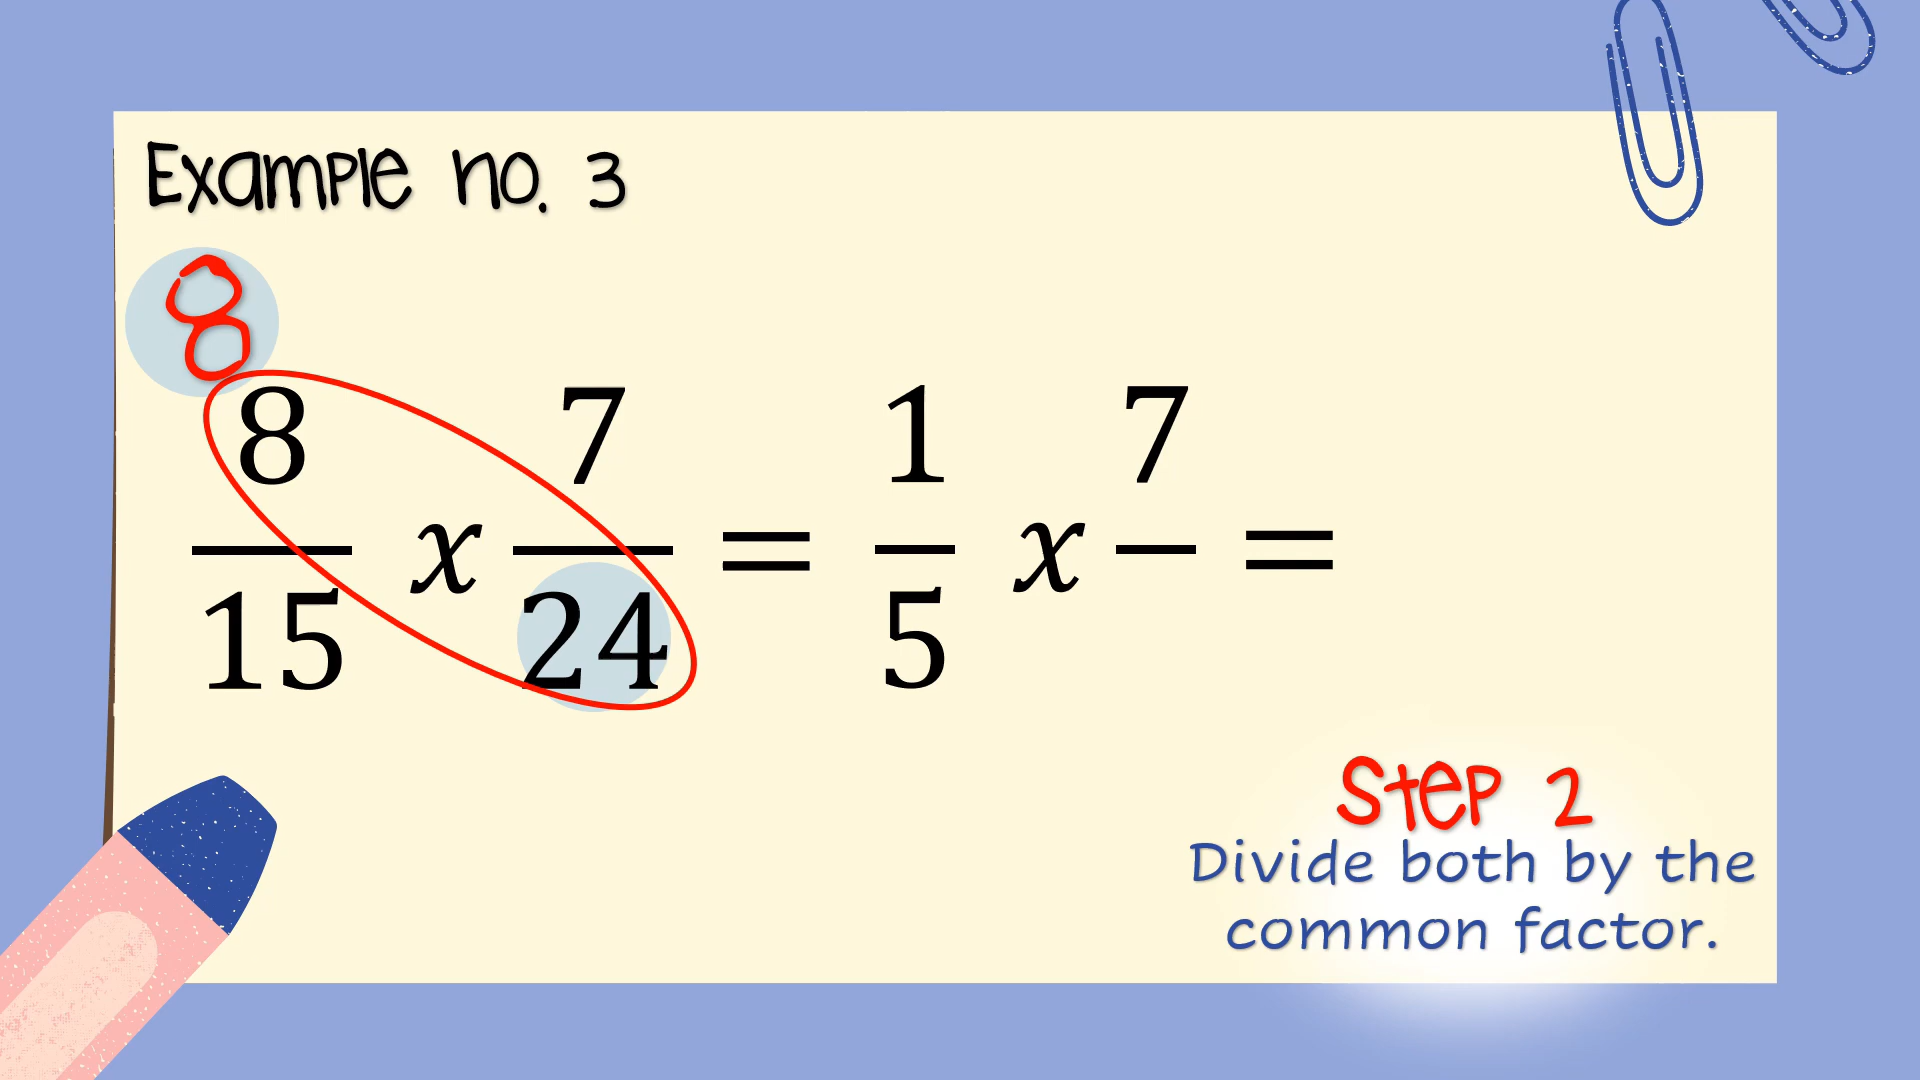 Example no. 3
8
8 7 1 7
x = x =
15 24 5
Step 2
Divide both by the
common factor.